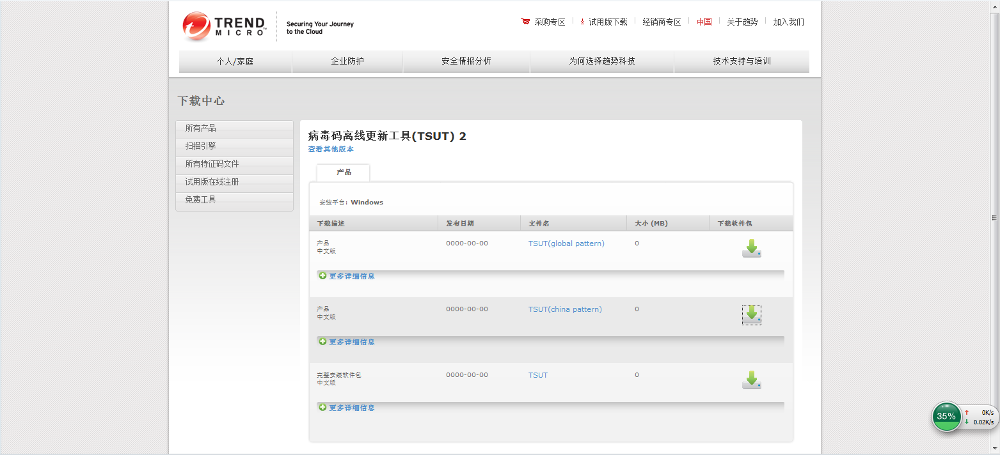 TREND MICRO™
Securing Your Journey
to the Cloud
采购专区 试用版下载 经销商专区 中国 关于趋势 加入我们
个人/家庭 企业防护 安全情报分析 为何选择趋势科技 技术支持与培训
下载中心
所有产品
扫描引擎
所有特征码文件
试用版在线注册
免费工具
病毒码离线更新工具(TSUT) 2
查看其他版本
产品
安装平台: Windows
下载描述 发布日期 文件名 大小 (MB) 下载软件包
产品
中文版
0000-00-00 TSUT(global pattern) 0
更多详细信息
产品
中文版
0000-00-00 TSUT(china pattern) 0
更多详细信息
完整安装软件包
中文版
0000-00-00 TSUT 0
更多详细信息
35%
0K/s
0.02K/s